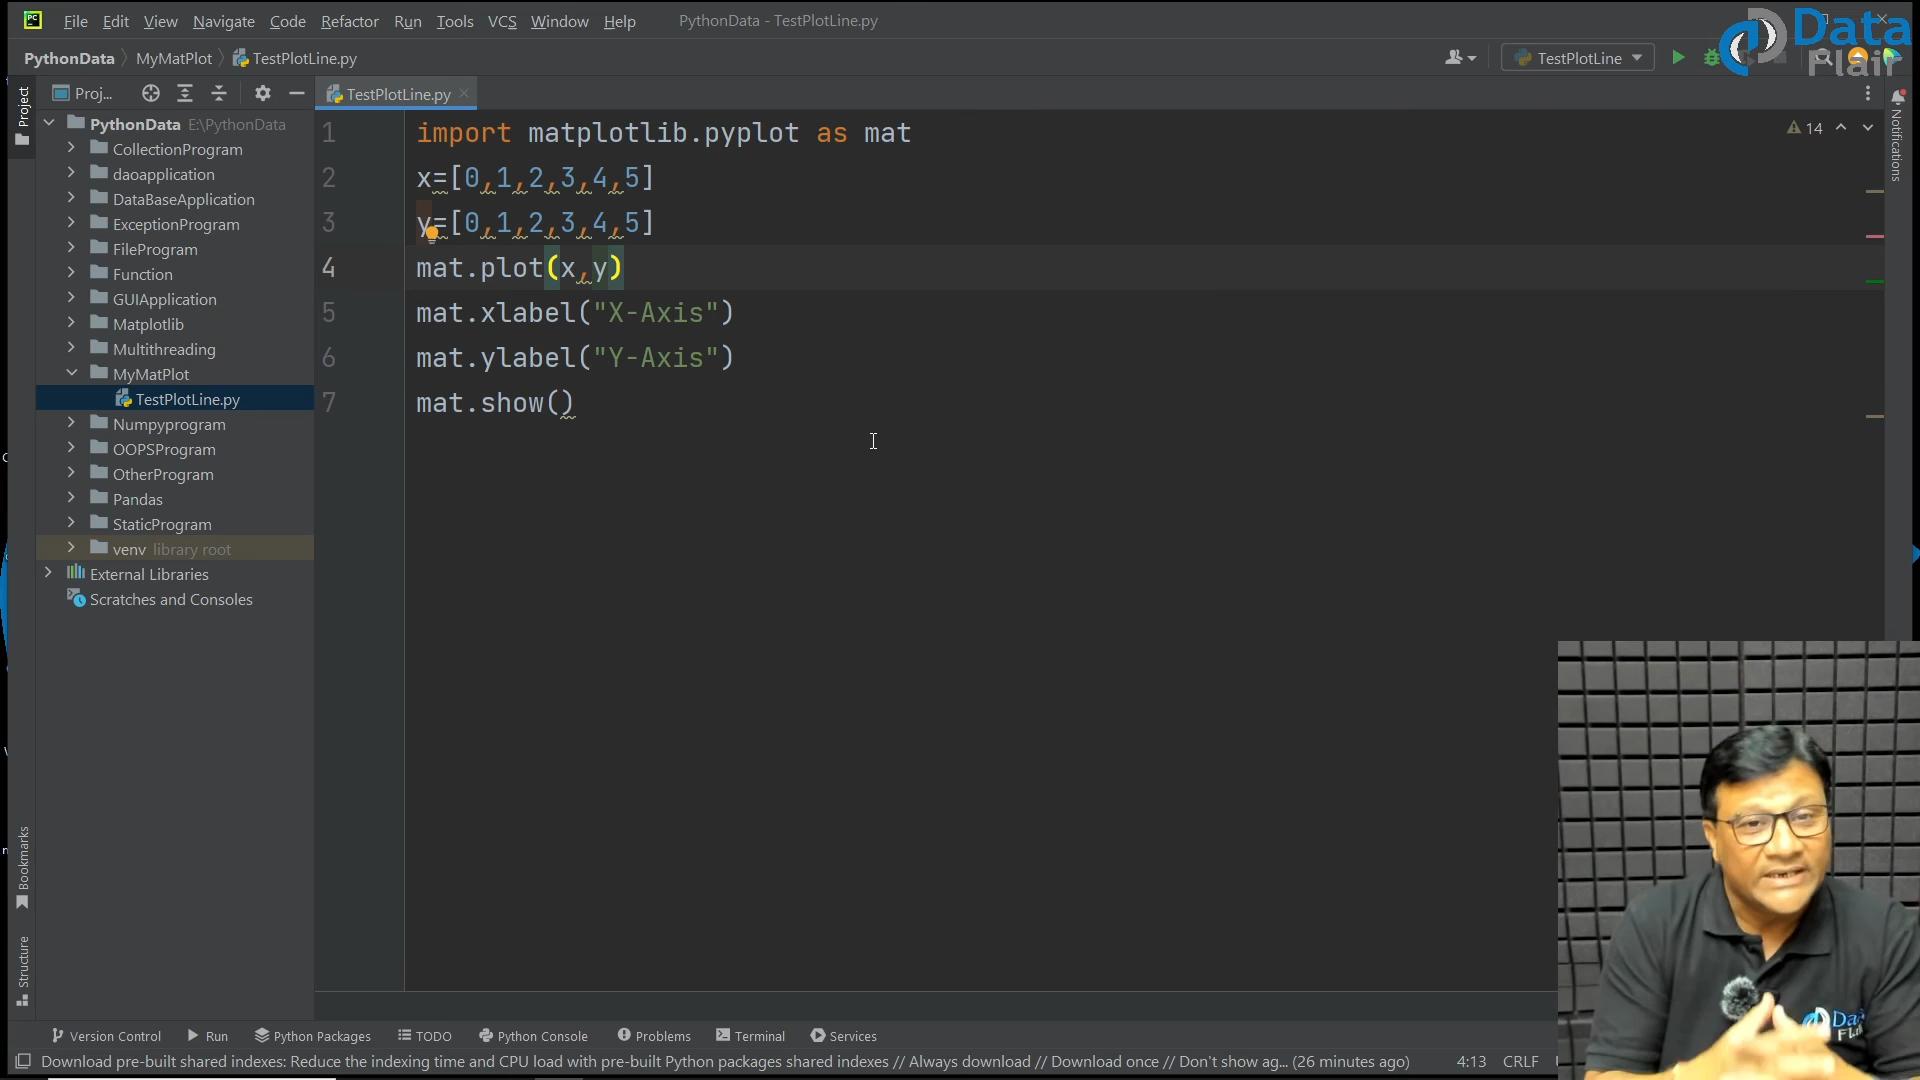 File Edit View Navigate Code Refactor Run Tools VCS Window Help PythonData - TestPlotLine.py
Data Flair
PythonData MyMatPlot TestPlotLine.py TestPlotLine
Project
Proj... TestPlotLine.py
Notifications
PythonData E:\PythonData
CollectionProgram
daoapplication
DataBaseApplication
ExceptionProgram
FileProgram
Function
GUIApplication
Matplotlib
Multithreading
MyMatPlot
TestPlotLine.py
Numpyprogram
OOPSProgram
OtherProgram
Pandas
StaticProgram
venv library root
External Libraries
Scratches and Consoles
14
1 import matplotlib.pyplot as mat
2 x=[0,1,2,3,4,5]
3 y=[0,1,2,3,4,5]
4 mat.plot(x,y)
5 mat.xlabel("X-Axis")
6 mat.ylabel("Y-Axis")
7 mat.show()
Bookmarks
Structure
Version Control Run Python Packages TODO Python Console Problems Terminal Services
Download pre-built shared indexes: Reduce the indexing time and CPU load with pre-built Python packages shared indexes // Always download // Download once // Don't show ag... (26 minutes ago) 4:13 CRLF